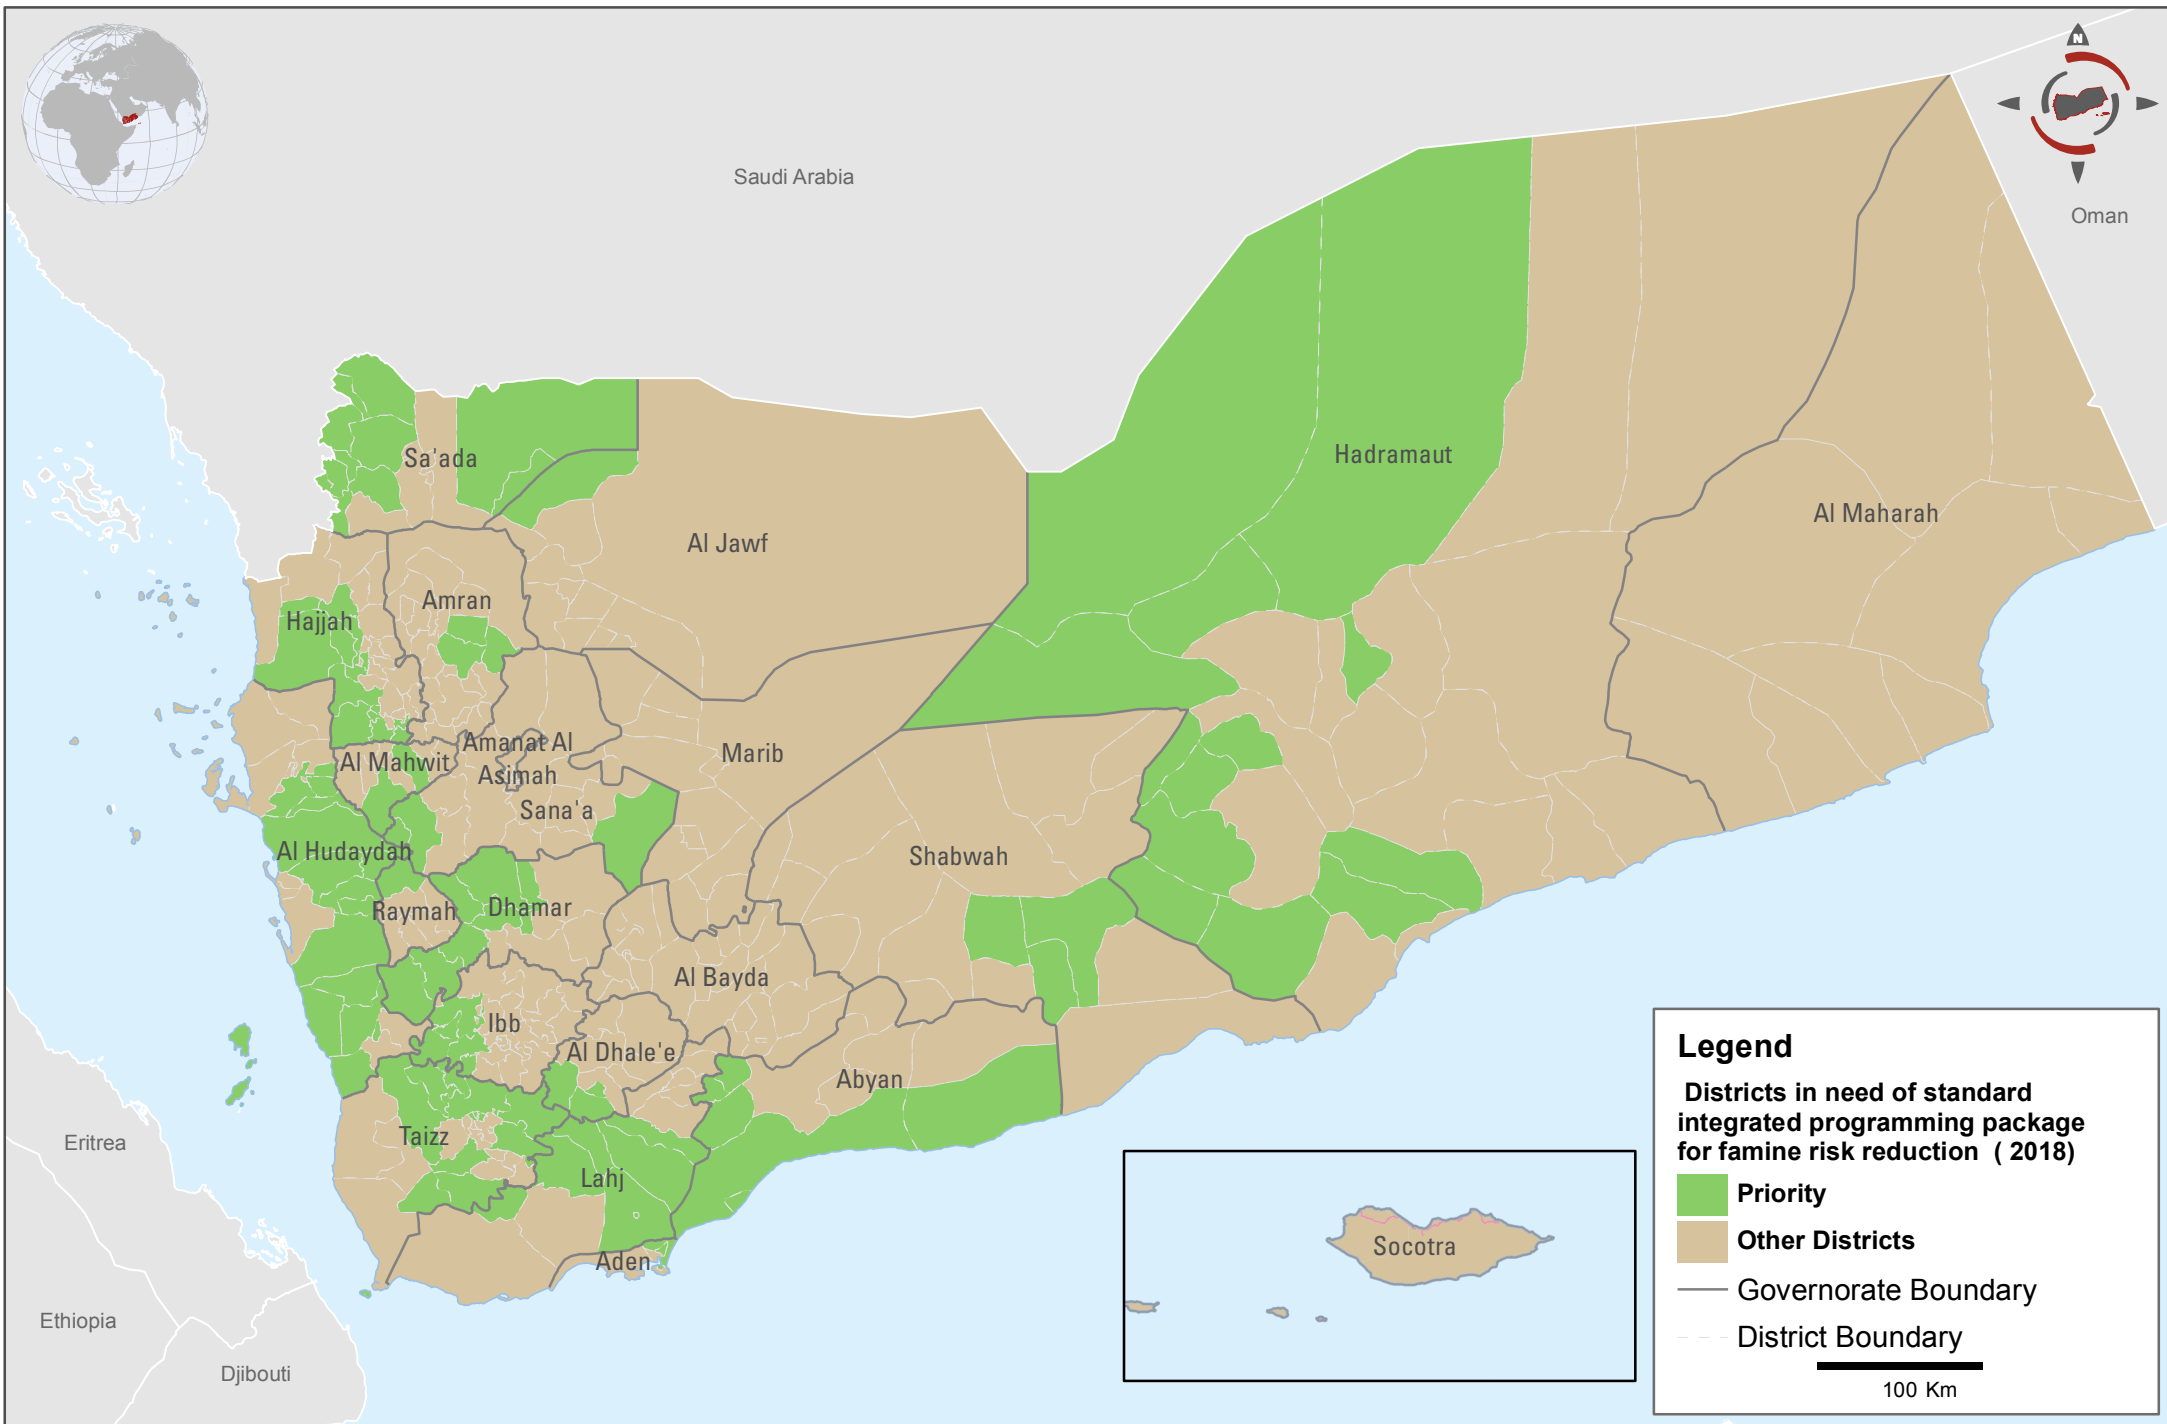 N
Saudi Arabia
Oman
Hadramaut
Sa'ada
Al Maharah
Al Jawf
Amran
Hajjah
Amanat Al
Asimah
Al Mahwit
Marib
Sana'a
Al Hudaydah
Shabwah
Raymah
Dhamar
Al Bayda
Ibb
Al Dhale'e
Abyan
Taizz
Lahj
Aden
Socotra
Eritrea
Ethiopia
Djibouti
Legend
Districts in need of standard
integrated programming package
for famine risk reduction ( 2018)
Priority
Other Districts
Governorate Boundary
District Boundary
100 Km